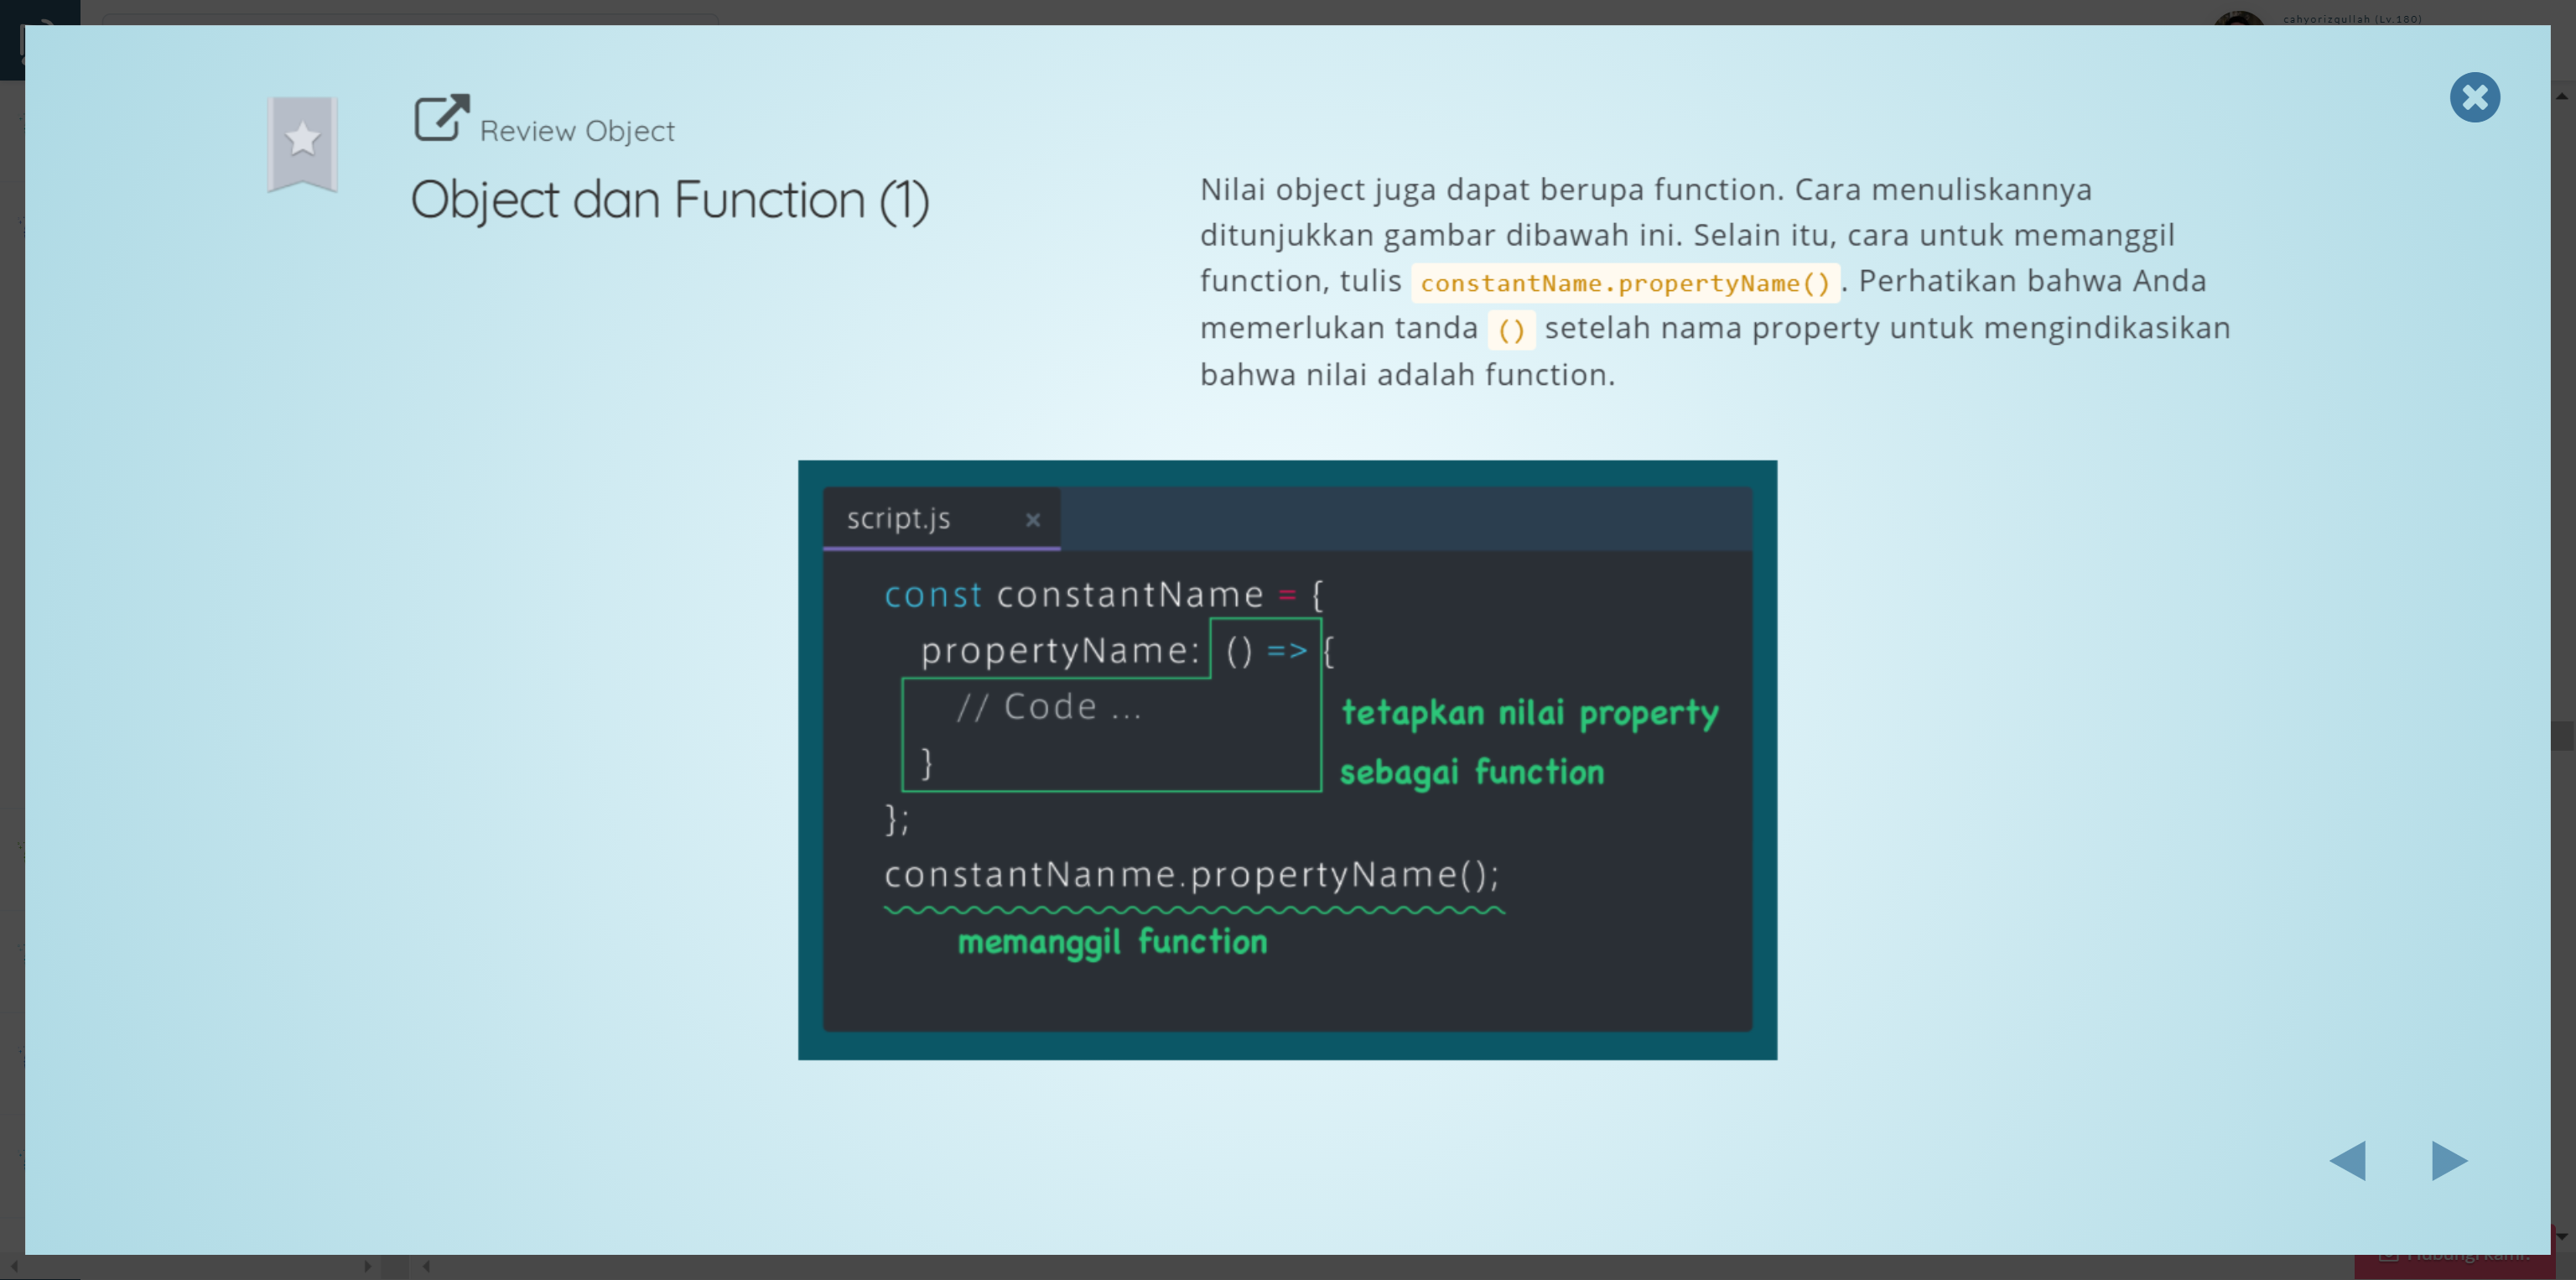 cahyorizqullah (Lv.180)
Review Object
Object dan Function (1)
Nilai object juga dapat berupa function. Cara menuliskannya
ditunjukkan gambar dibawah ini. Selain itu, cara untuk memanggil
function, tulis constantName.propertyName() . Perhatikan bahwa Anda
memerlukan tanda () setelah nama property untuk mengindikasikan
bahwa nilai adalah function.
script.js ×
const constantName = {
propertyName: () => {
// Code ...
tetapkan nilai property
}
sebagai function
};
constantNanme.propertyName();
memanggil function
Hubungi kami!